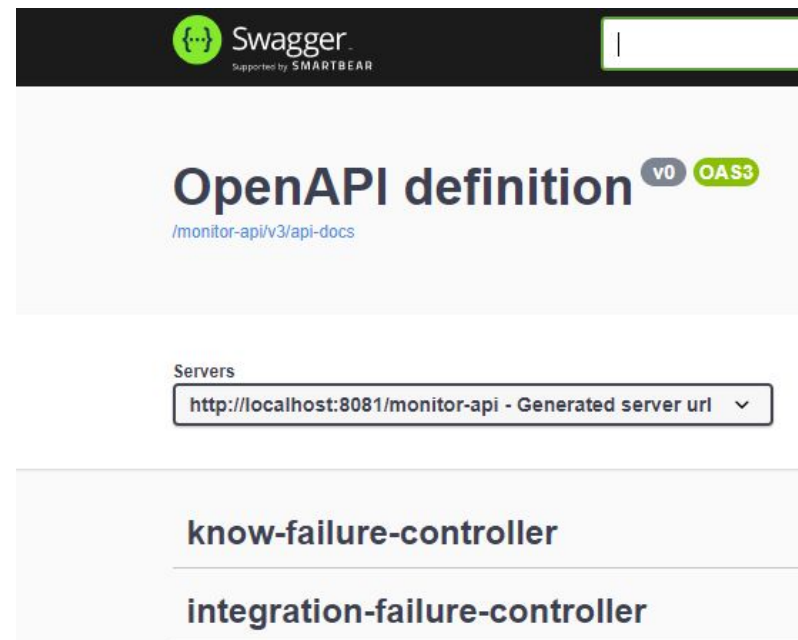 {···} Swagger.
Supported by SMARTBEAR
OpenAPI definition v0 OAS3
/monitor-api/v3/api-docs
Servers
http://localhost:8081/monitor-api - Generated server url
know-failure-controller
integration-failure-controller